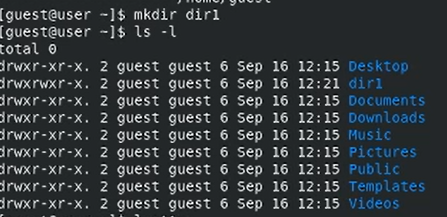 [guest@user ~]$ mkdir dir1
[guest@user ~]$ ls -l
total 0
drwxr-xr-x. 2 guest guest 6 Sep 16 12:15 Desktop
drwxrwxr-x. 2 guest guest 6 Sep 16 12:21 dir1
drwxr-xr-x. 2 guest guest 6 Sep 16 12:15 Documents
drwxr-xr-x. 2 guest guest 6 Sep 16 12:15 Downloads
drwxr-xr-x. 2 guest guest 6 Sep 16 12:15 Music
drwxr-xr-x. 2 guest guest 6 Sep 16 12:15 Pictures
drwxr-xr-x. 2 guest guest 6 Sep 16 12:15 Public
drwxr-xr-x. 2 guest guest 6 Sep 16 12:15 Templates
drwxr-xr-x. 2 guest guest 6 Sep 16 12:15 Videos